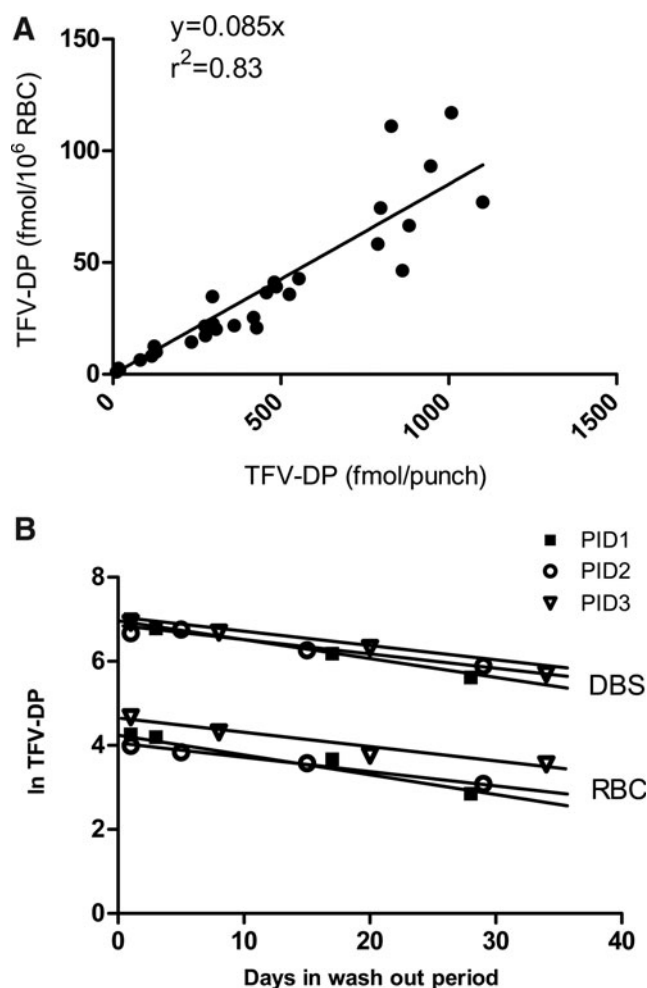 A
y=0.085x
r²=0.83
TFV-DP (fmol/10⁶ RBC)
150
100
50
0
0 500 1000 1500
TFV-DP (fmol/punch)
B
PID1
PID2
PID3
ln TFV-DP
8
6
4
2
0
DBS
RBC
0 10 20 30 40
Days in wash out period